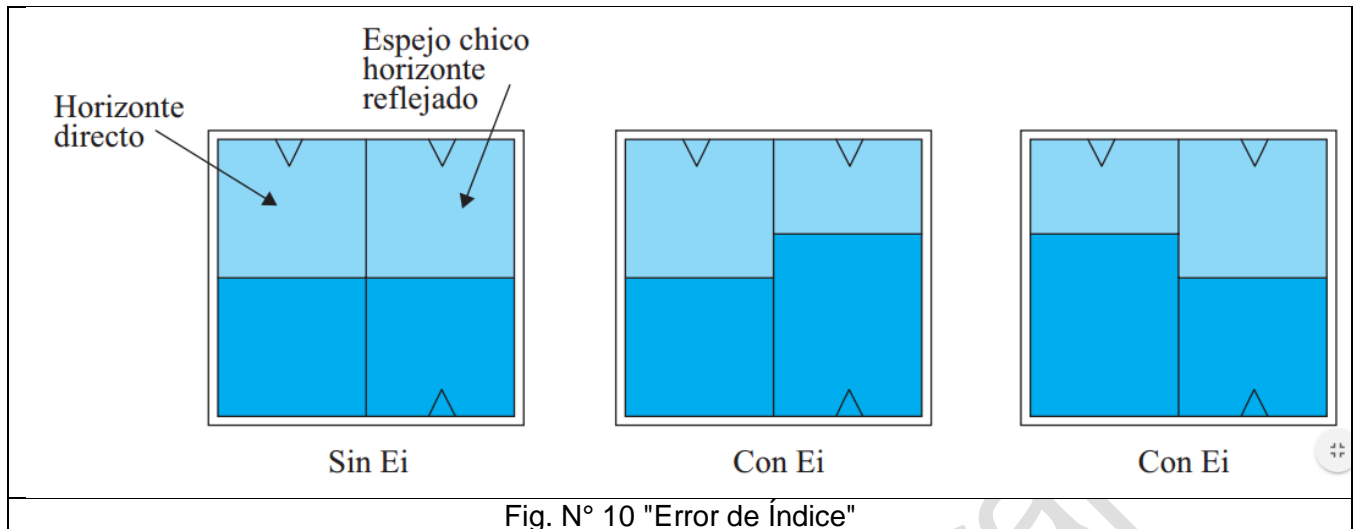 Espejo chico
horizonte
reflejado
Horizonte
directo
Sin Ei
Con Ei
Con Ei
Fig. N° 10 "Error de Índice"